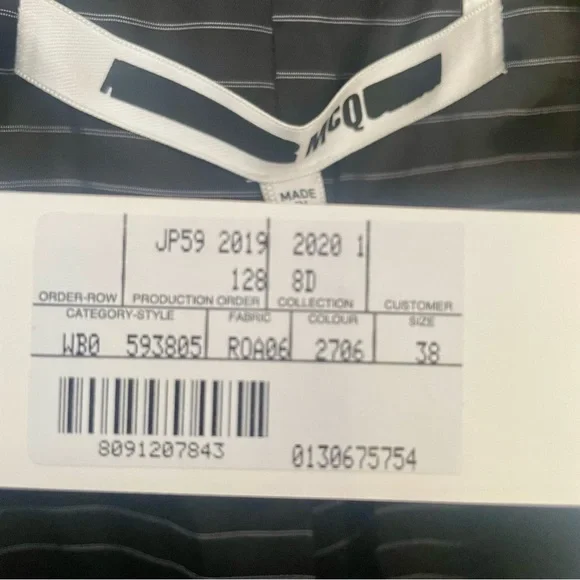 McQ
MADE
JP59 2019 2020 1
128 8D
ORDER-ROW PRODUCTION ORDER COLLECTION CUSTOMER
CATEGORY-STYLE FABRIC COLOUR SIZE
WB0 593805 ROA06 2706 38
8091207843 0130675754